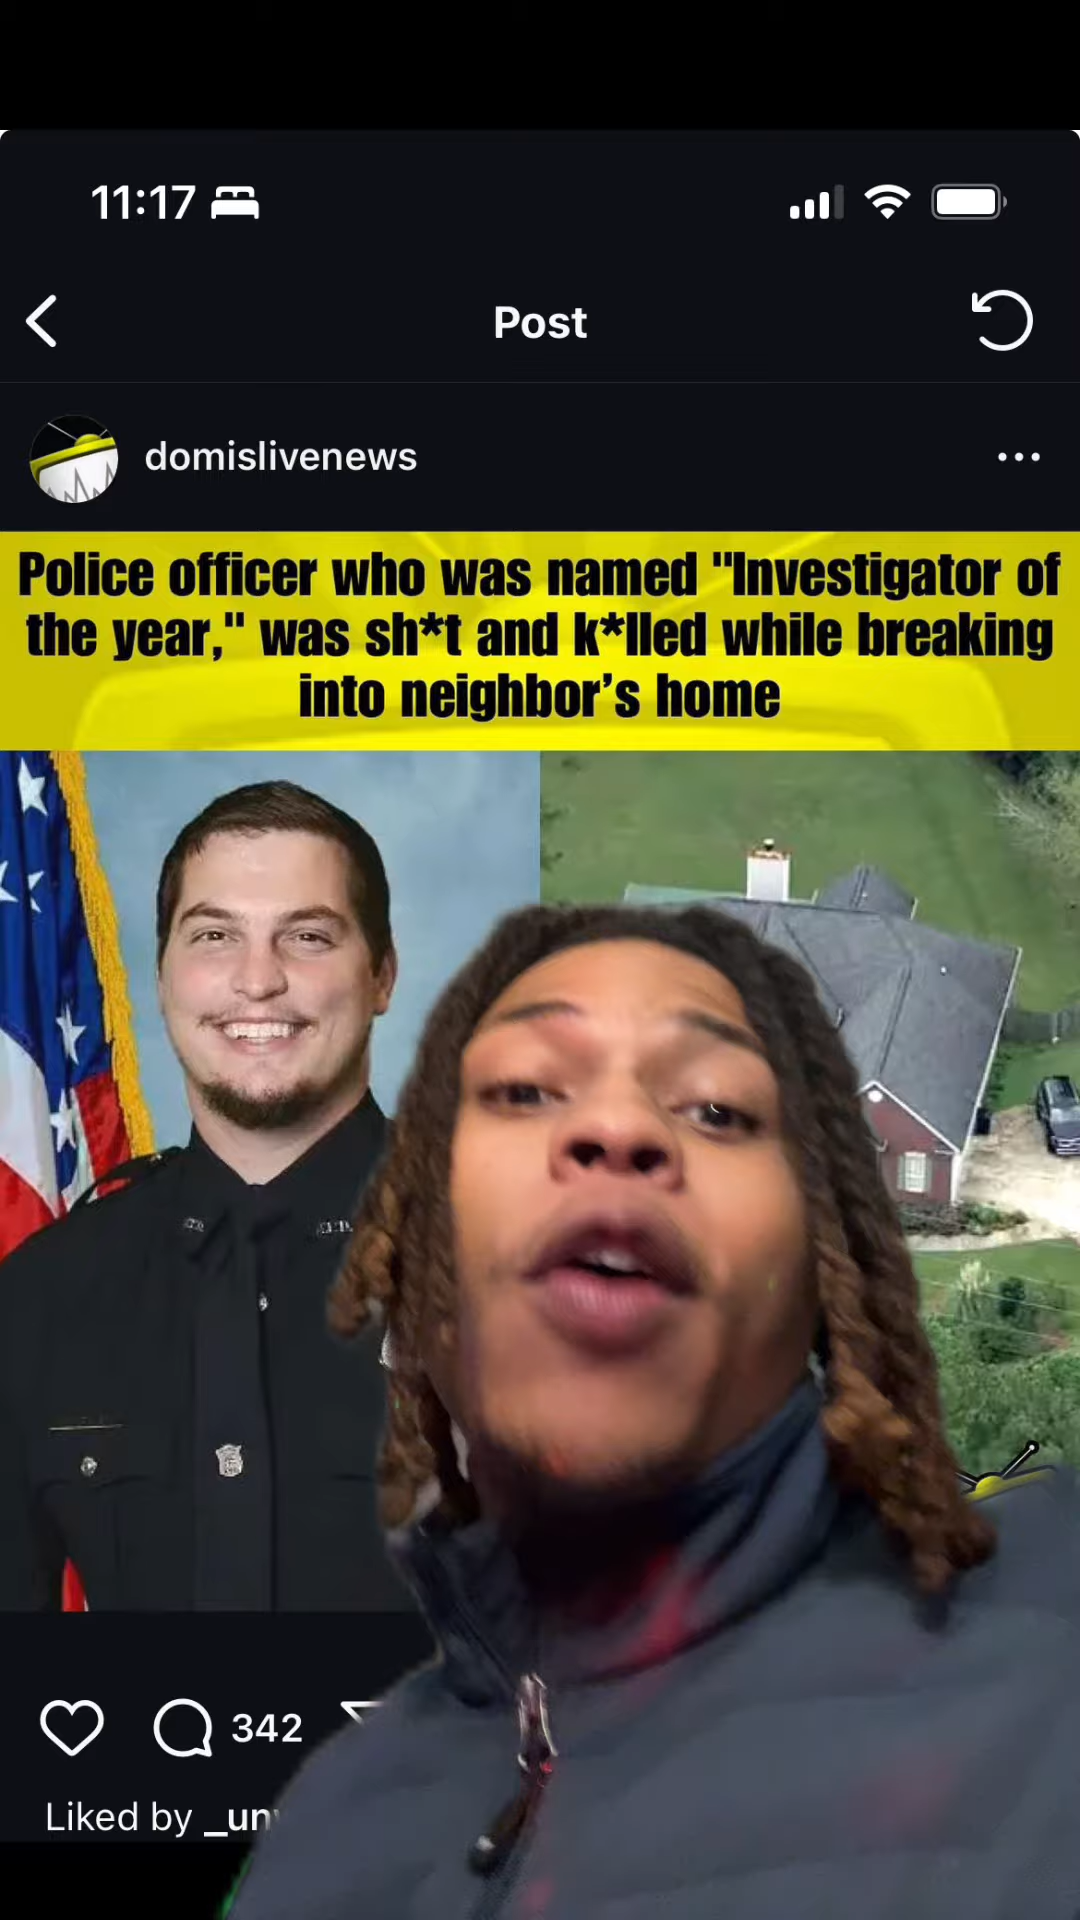 11:17
Post
domislivenews
Police officer who was named "Investigator of
the year," was sh*t and k*lled while breaking
into neighbor’s home
342
Liked by _un